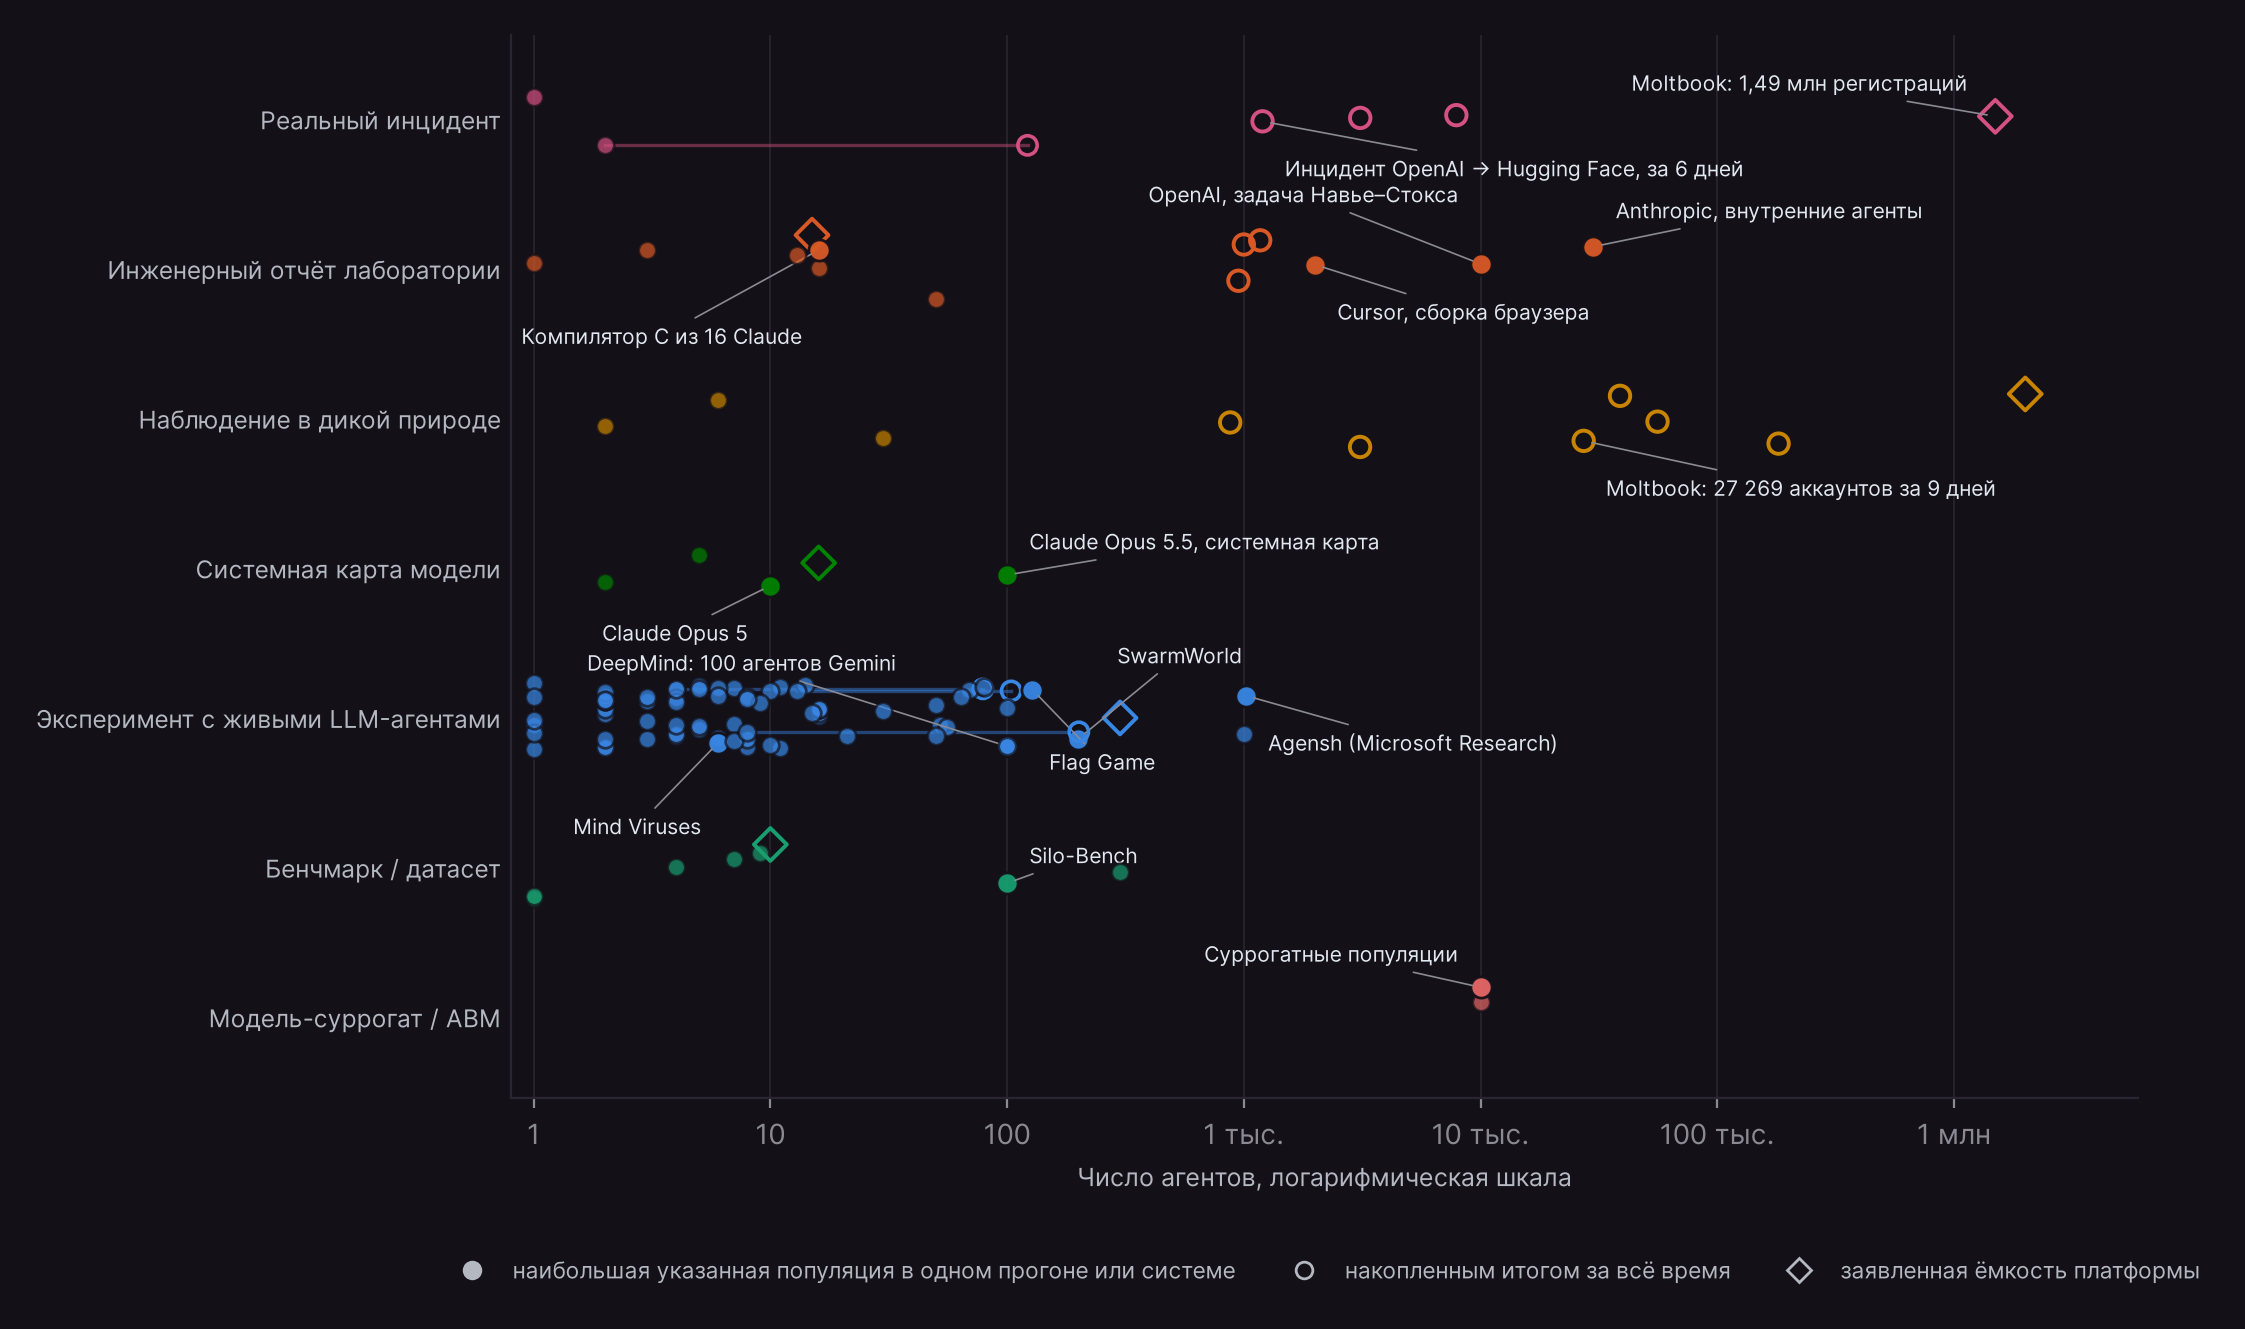 Moltbook: 1,49 млн регистраций
Реальный инцидент
Инцидент OpenAI → Hugging Face, за 6 дней
OpenAI, задача Навье–Стокса
Anthropic, внутренние агенты
Инженерный отчёт лаборатории
Cursor, сборка браузера
Компилятор C из 16 Claude
Наблюдение в дикой природе
Moltbook: 27 269 аккаунтов за 9 дней
Claude Opus 5.5, системная карта
Системная карта модели
Claude Opus 5
DeepMind: 100 агентов Gemini
SwarmWorld
Эксперимент с живыми LLM-агентами
Agensh (Microsoft Research)
Flag Game
Mind Viruses
Silo-Bench
Бенчмарк / датасет
Суррогатные популяции
Модель-суррогат / ABM
1 10 100 1 тыс. 10 тыс. 100 тыс. 1 млн
Число агентов, логарифмическая шкала
наибольшая указанная популяция в одном прогоне или системе накопленным итогом за всё время заявленная ёмкость платформы